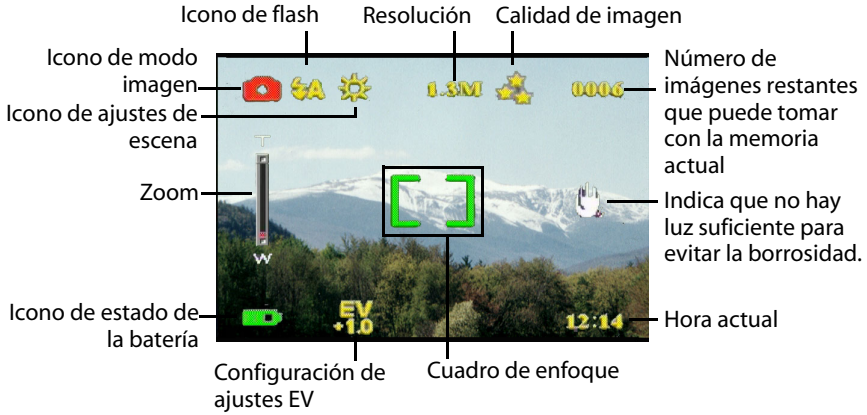 Icono de flash
Resolución
Calidad de imagen
Icono de modo
imagen
Icono de ajustes de
escena
Número de
imágenes restantes
que puede tomar
con la memoria
actual
A
1.3M
0006
T
Zoom
W
Indica que no hay
luz suficiente para
evitar la borrosidad.
Icono de estado de
la batería
EV
+1.0
12:14
Hora actual
Configuración de
ajustes EV
Cuadro de enfoque